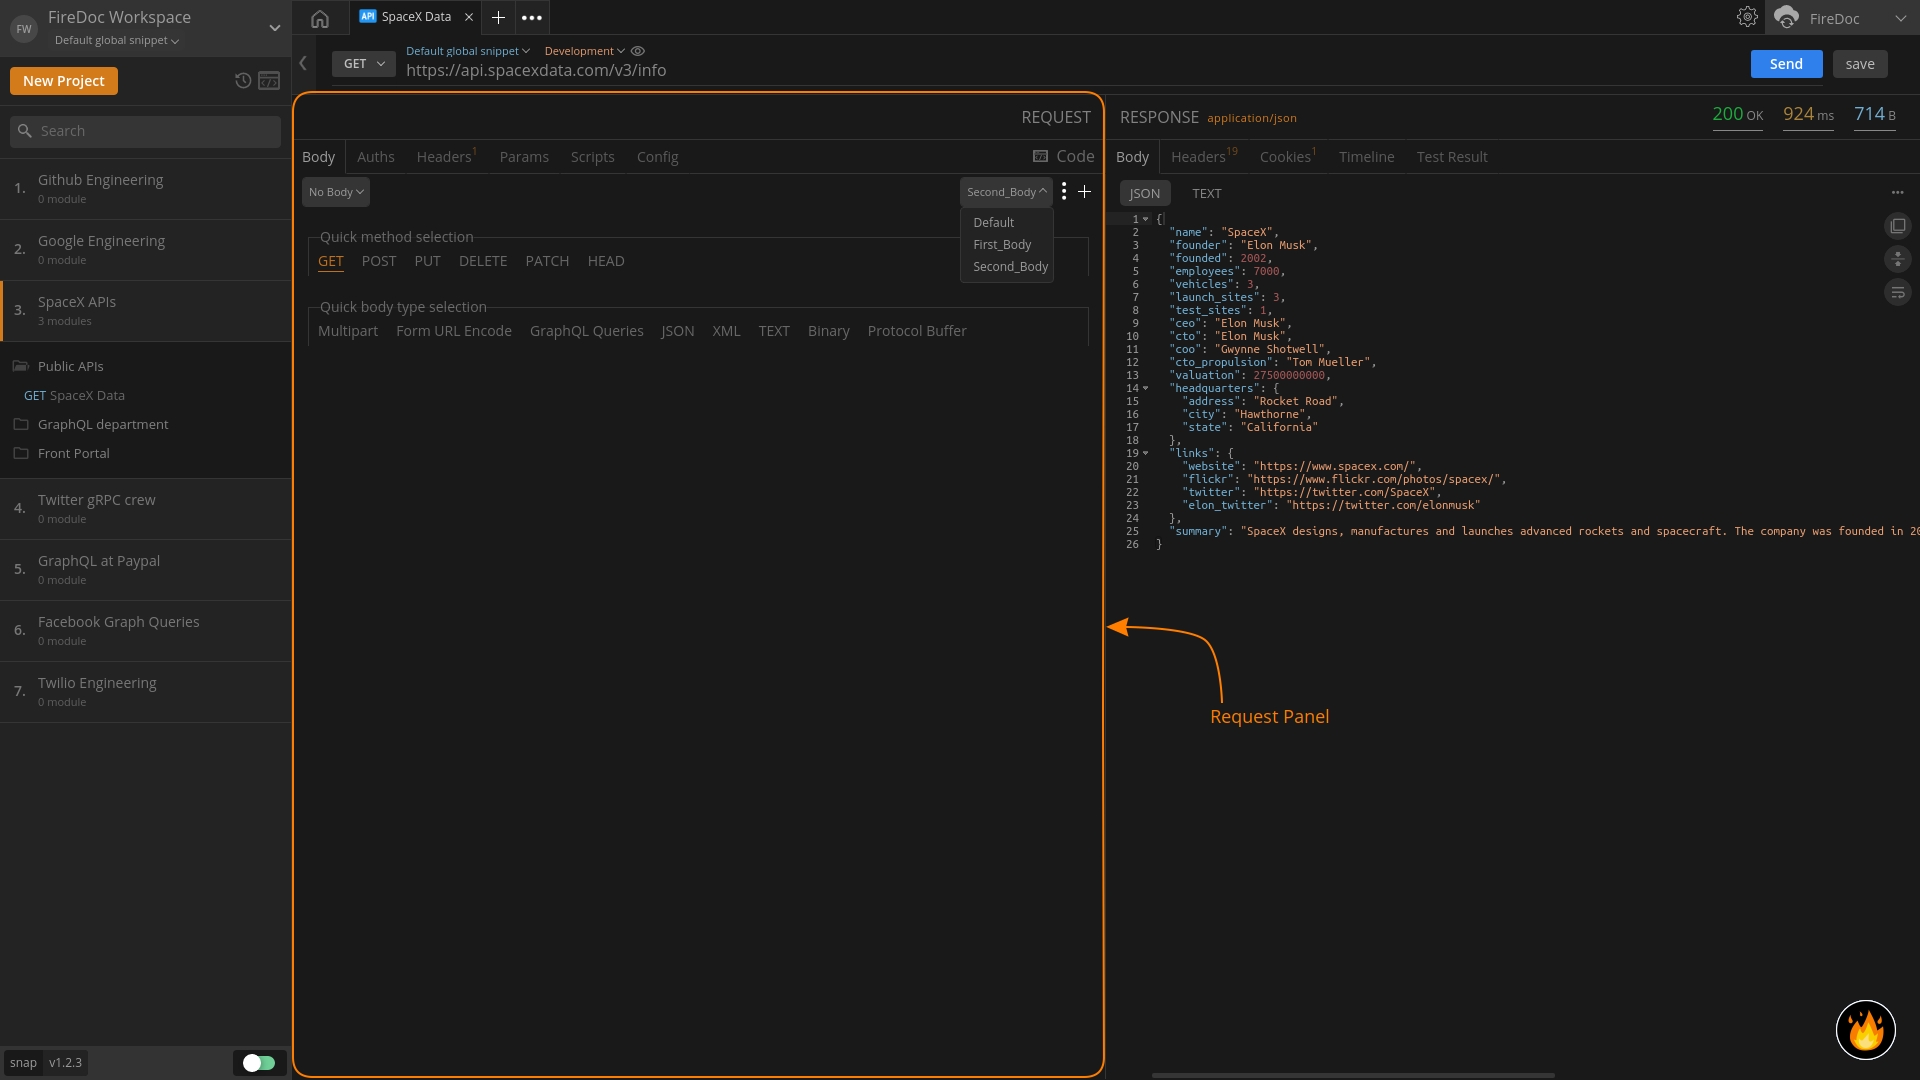 FW
FireDoc Workspace
Default global snippet
New Project
Search
1. Github Engineering
0 module
2. Google Engineering
0 module
3. SpaceX APIs
3 modules
Public APIs
GET SpaceX Data
GraphQL department
Front Portal
4. Twitter gRPC crew
0 module
5. GraphQL at Paypal
0 module
6. Facebook Graph Queries
0 module
7. Twilio Engineering
0 module
snap v1.2.3
API SpaceX Data
FireDoc
GET
Default global snippet Development
https://api.spacexdata.com/v3/info
Send save
REQUEST
Body Auths Headers1 Params Scripts Config Code
No Body Second_Body
Default
First_Body
Second_Body
Quick method selection
GET POST PUT DELETE PATCH HEAD
Quick body type selection
Multipart Form URL Encode GraphQL Queries JSON XML TEXT Binary Protocol Buffer
RESPONSE application/json 200 OK 924 ms 714 B
Body Headers19 Cookies1 Timeline Test Result
JSON TEXT
1 {
2 "name": "SpaceX",
3 "founder": "Elon Musk",
4 "founded": 2002,
5 "employees": 7000,
6 "vehicles": 3,
7 "launch_sites": 3,
8 "test_sites": 1,
9 "ceo": "Elon Musk",
10 "cto": "Elon Musk",
11 "coo": "Gwynne Shotwell",
12 "cto_propulsion": "Tom Mueller",
13 "valuation": 27500000000,
14 "headquarters": {
15 "address": "Rocket Road",
16 "city": "Hawthorne",
17 "state": "California"
18 },
19 "links": {
20 "website": "https://www.spacex.com/",
21 "flickr": "https://www.flickr.com/photos/spacex/",
22 "twitter": "https://twitter.com/SpaceX",
23 "elon_twitter": "https://twitter.com/elonmusk"
24 },
25 "summary": "SpaceX designs, manufactures and launches advanced rockets and spacecraft. The company was founded in 20
26 }
Request Panel